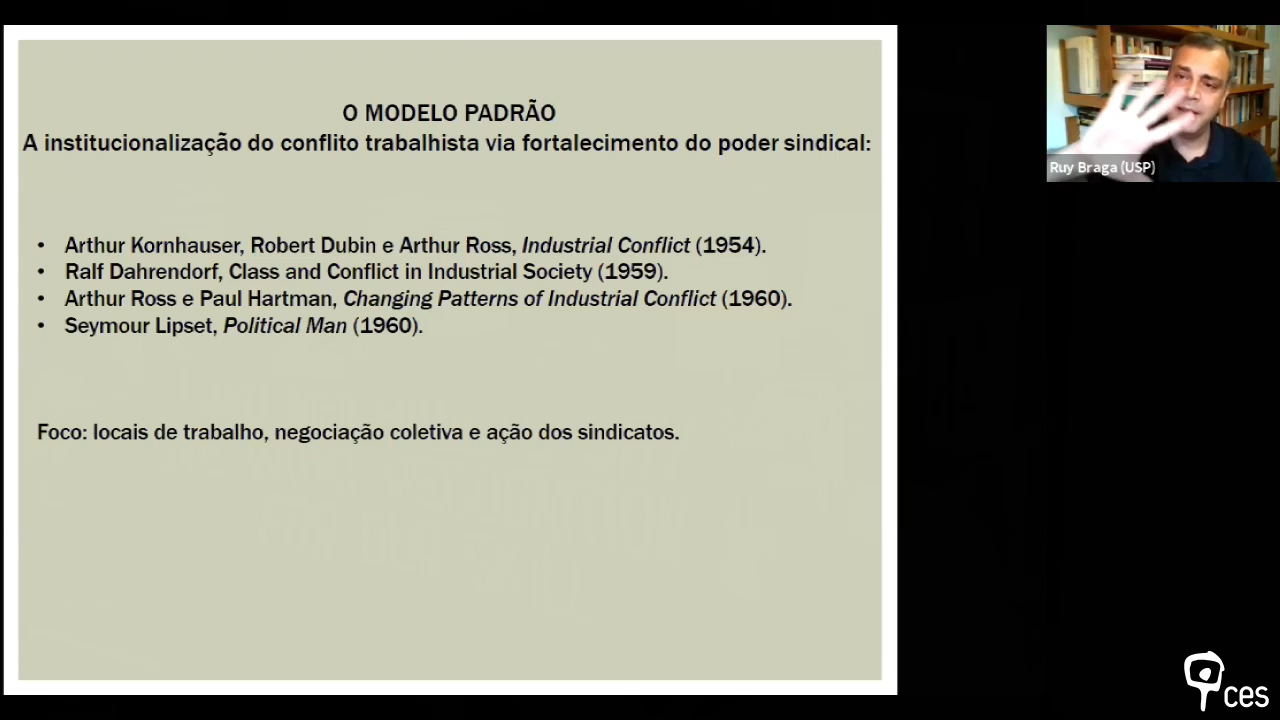 O MODELO PADRÃO
A institucionalização do conflito trabalhista via fortalecimento do poder sindical:
• Arthur Kornhauser, Robert Dubin e Arthur Ross, Industrial Conflict (1954).
• Ralf Dahrendorf, Class and Conflict in Industrial Society (1959).
• Arthur Ross e Paul Hartman, Changing Patterns of Industrial Conflict (1960).
• Seymour Lipset, Political Man (1960).
Foco: locais de trabalho, negociação coletiva e ação dos sindicatos.
Ruy Braga (USP)
ces